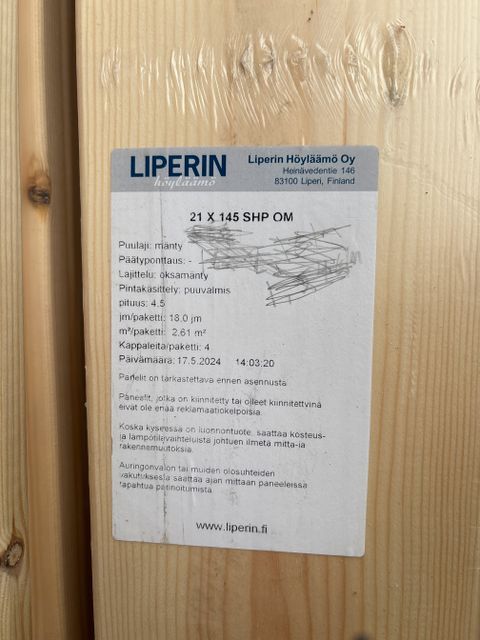 LIPERIN
höyläämö
Liperin Höyläämö Oy
Heinävedentie 146
83100 Liperi, Finland
21 X 145 SHP OM
Puulaji: mänty
Päätyponttaus: -
Lajittelu: oksamänty
Pintakäsittely: puuvalmis
pituus: 4.5
jm/paketti: 18.0 jm
m²/paketti: 2.61 m²
Kappaleita/paketti: 4
Päivämäärä: 17.5.2024 14:03:20
Panelit on tarkastettava ennen asennusta
Paneelit, jotka on kiinnitetty tai olleet kiinnitettyinä
eivät ole enää reklamaatiokelpoisia.
Koska kyseessä on luonnontuote, saattaa kosteus-
ja lämpötilavaihteluista johtuen ilmetä mitta-ja
rakennemuutoksia.
Auringonvalon tai muiden olosuhteiden
vaikutuksesta saattaa ajan mittaan paneeleissa
tapahtua patinoitumista.
www.liperin.fi